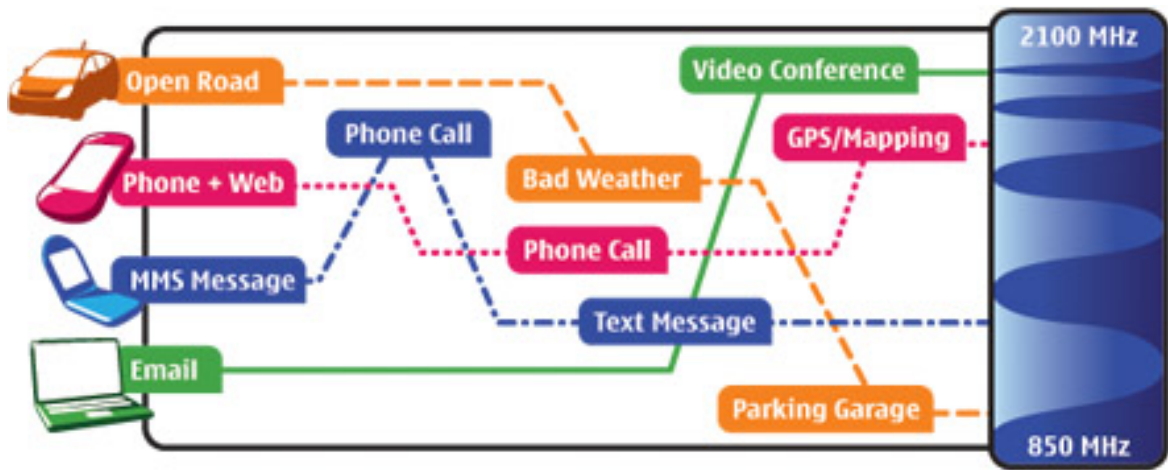 2100 MHz
Video Conference
Open Road
Phone Call
GPS/Mapping
Phone + Web
Bad Weather
Phone Call
MMS Message
Text Message
Email
Parking Garage
850 MHz